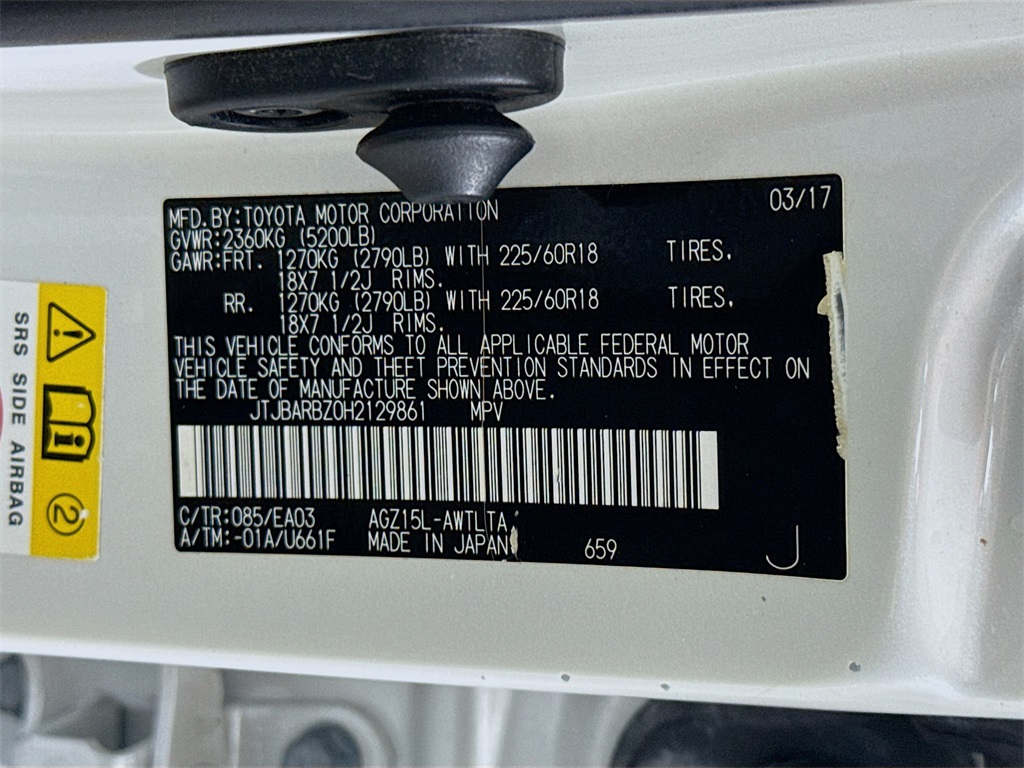 MFD.BY:TOYOTA MOTOR CORPORATION 03/17
GVWR:2360KG (5200LB)
GAWR:FRT. 1270KG (2790LB) WITH 225/60R18 TIRES.
18X7 1/2J RIMS.
RR. 1270KG (2790LB) WITH 225/60R18 TIRES.
18X7 1/2J RIMS.
THIS VEHICLE CONFORMS TO ALL APPLICABLE FEDERAL MOTOR
VEHICLE SAFETY AND THEFT PREVENTION STANDARDS IN EFFECT ON
THE DATE OF MANUFACTURE SHOWN ABOVE.
JTJBARBZ0H2129861 MPV
C/TR:085/EA03 AGZ15L-AWTLTA
A/TM:-01A/U661F MADE IN JAPAN 659 J
SRS SIDE AIRBAG
2